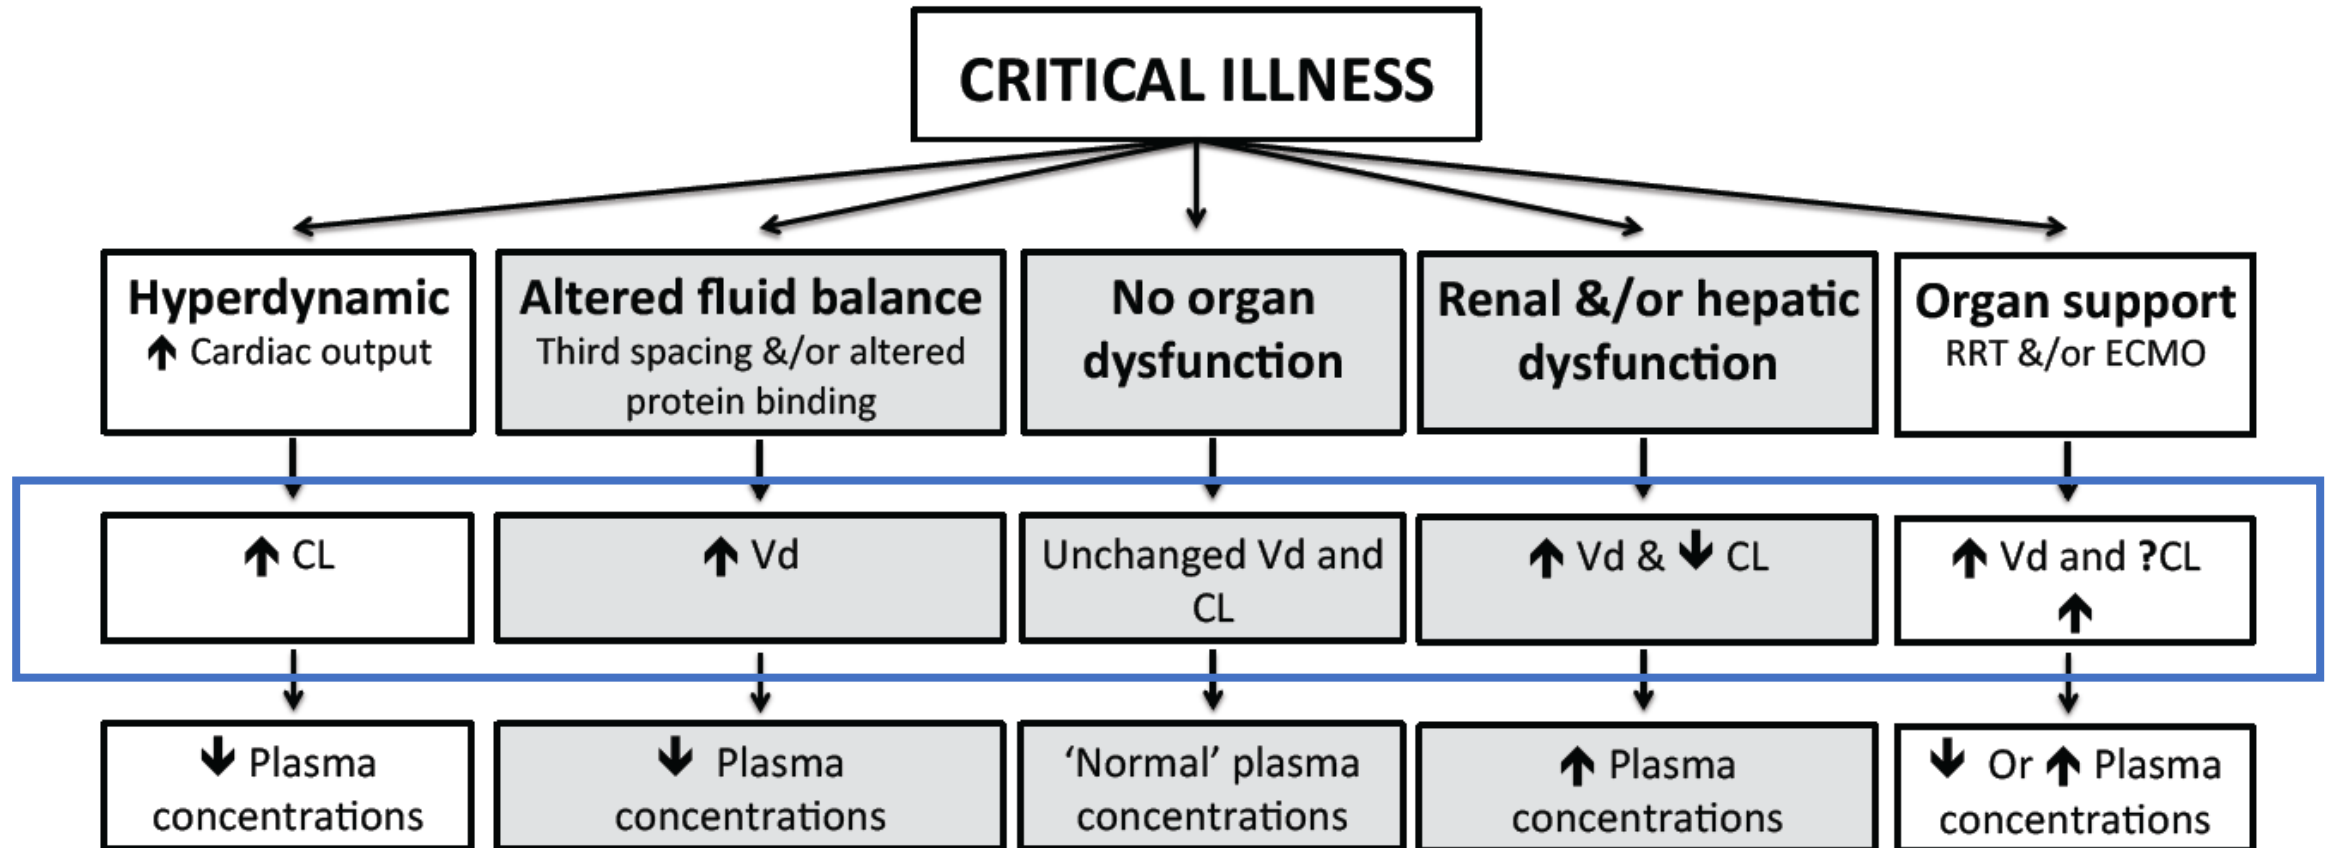 CRITICAL ILLNESS
Hyperdynamic
↑ Cardiac output
Altered fluid balance
Third spacing &/or altered
protein binding
No organ
dysfunction
Renal &/or hepatic
dysfunction
Organ support
RRT &/or ECMO
↑ CL
↑ Vd
Unchanged Vd and
CL
↑ Vd & ↓ CL
↑ Vd and ?CL
↑
↓ Plasma
concentrations
↓ Plasma
concentrations
‘Normal’ plasma
concentrations
↑ Plasma
concentrations
↓ Or ↑ Plasma
concentrations